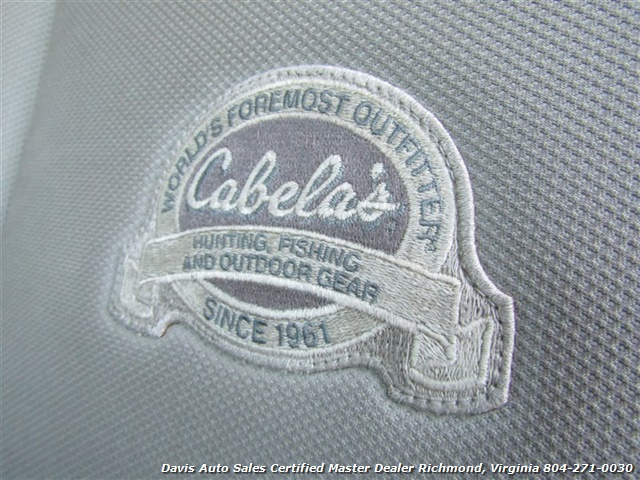 WORLD'S FOREMOST OUTFITTER
Cabela's
HUNTING, FISHING
AND OUTDOOR GEAR
SINCE 1961
Davis Auto Sales Certified Master Dealer Richmond, Virginia 804-271-0030